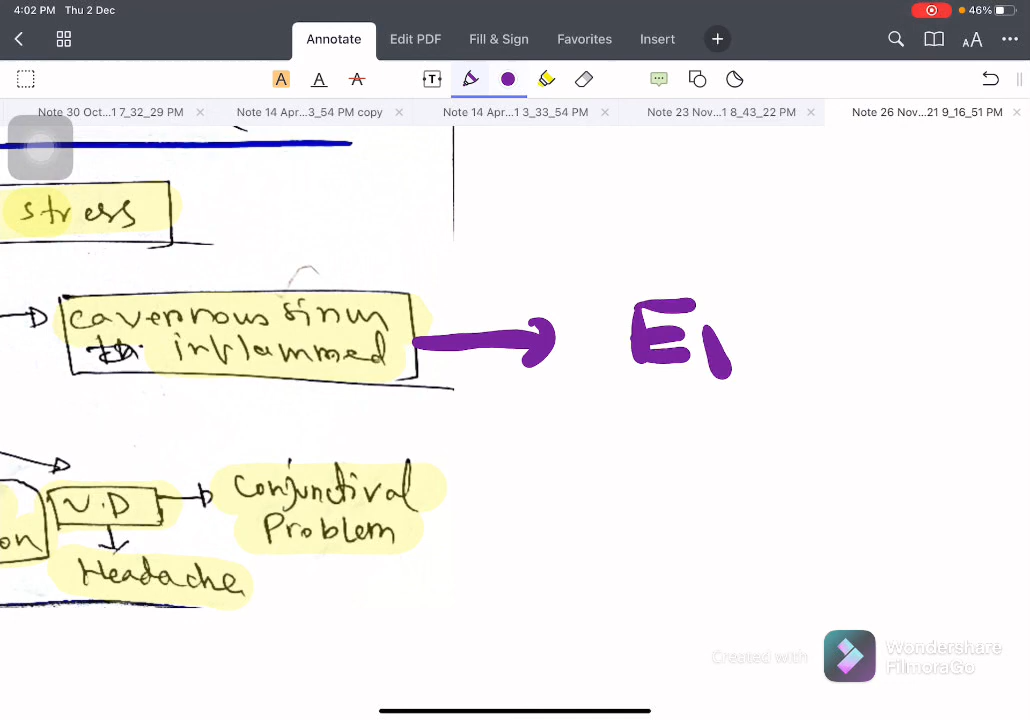 4:02 PM Thu 2 Dec
46%
Annotate Edit PDF Fill & Sign Favorites Insert
Note 30 Oct...1 7_32_29 PM
Note 14 Apr...3_54 PM copy
Note 14 Apr...1 3_33_54 PM
Note 23 Nov...1 8_43_22 PM
Note 26 Nov...21 9_16_51 PM
stress
cavernous sinus
inflammed
E
V.D
conjunctival
Problem
on
Headache
Created with
Wondershare
FilmoraGo